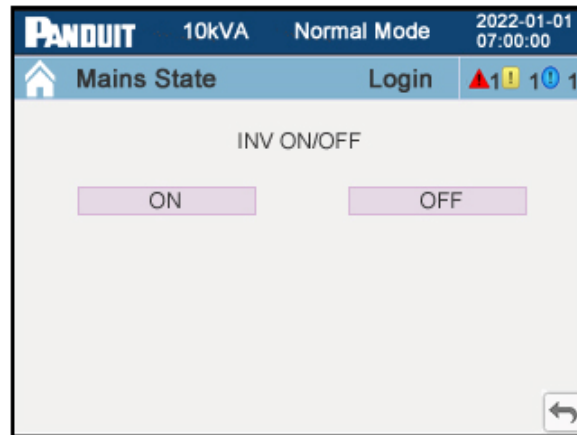 PANDUIT 10kVA Normal Mode 2022-01-01
07:00:00
Mains State Login 1 ! 1 ! 1
INV ON/OFF
ON OFF